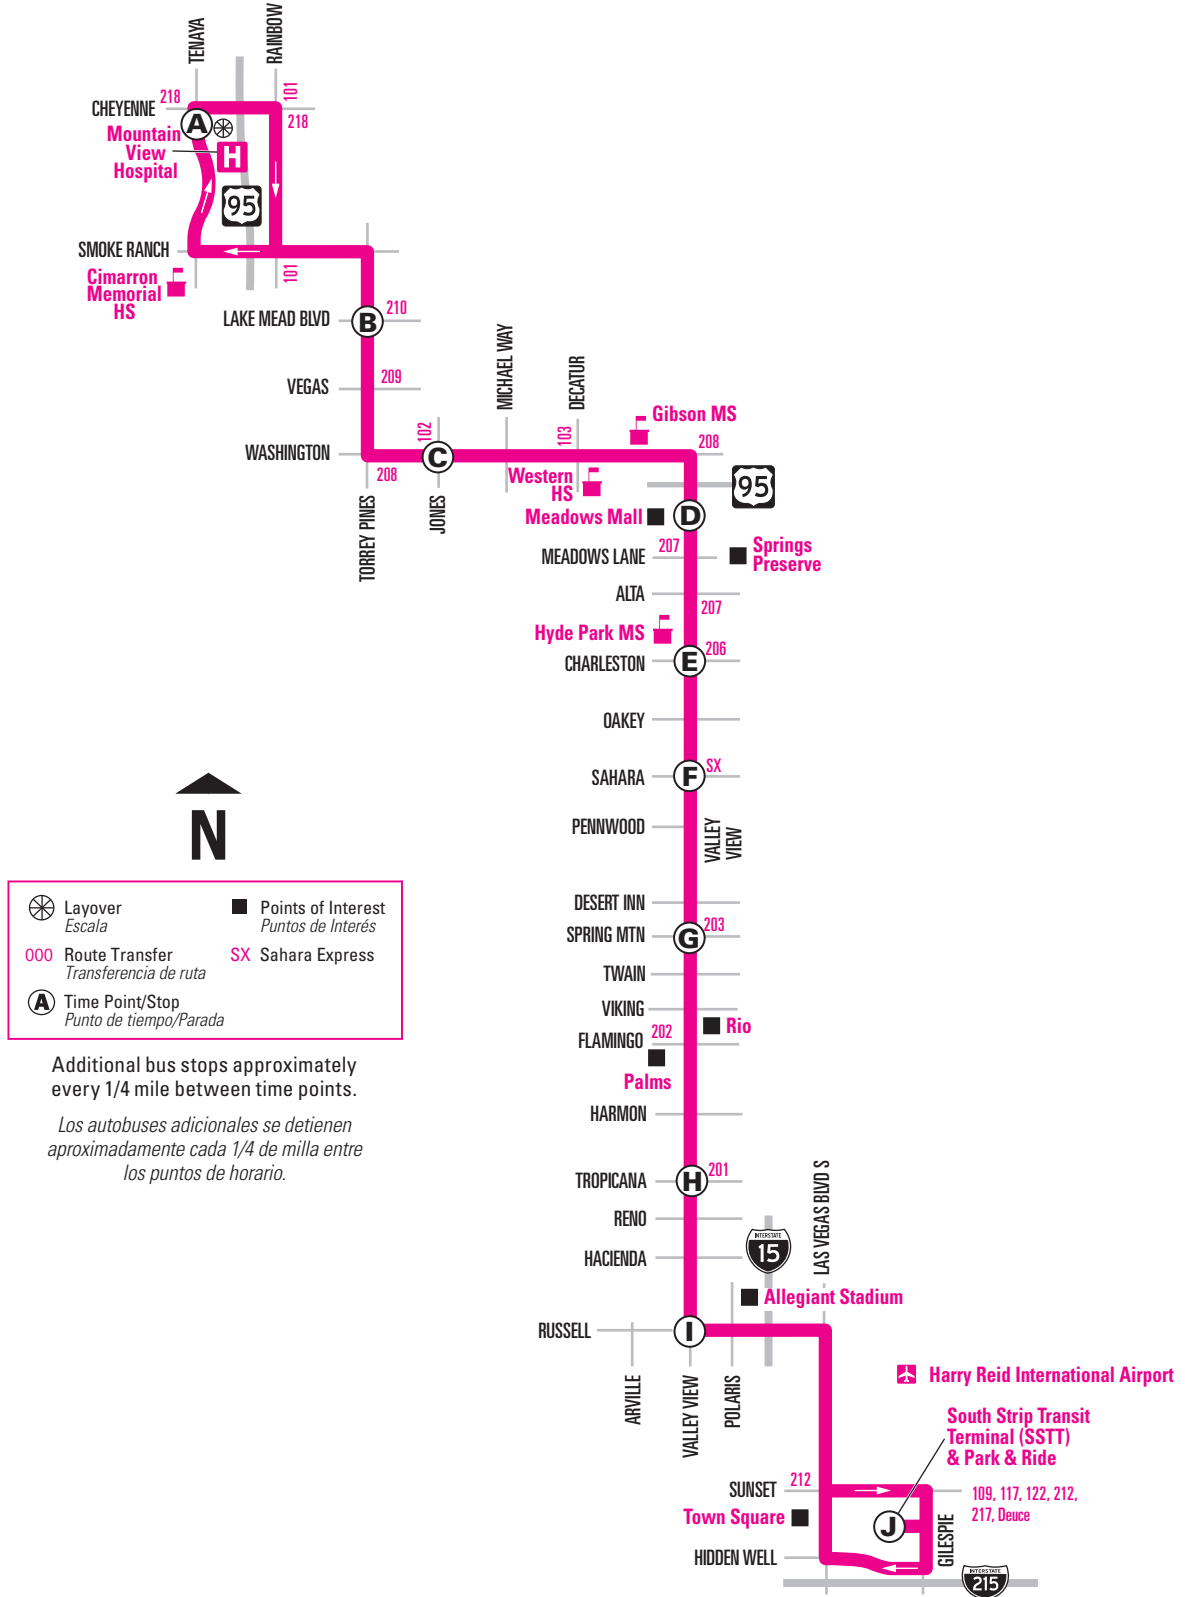 TENAYA
RAINBOW
218
101
CHEYENNE
218
A
Mountain
View
Hospital
H
95
SMOKE RANCH
101
Cimarron
Memorial
HS
LAKE MEAD BLVD
B
210
MICHAEL WAY
DECATUR
VEGAS
209
Gibson MS
102
103
208
WASHINGTON
C
208
Western
HS
95
TORREY PINES
JONES
Meadows Mall
D
MEADOWS LANE
207
Springs
Preserve
ALTA
207
Hyde Park MS
206
CHARLESTON
E
OAKEY
SX
SAHARA
F
N
PENNWOOD
VALLEY
VIEW
Layover
Escala
Points of Interest
Puntos de Interés
000 Route Transfer
Transferencia de ruta
SX Sahara Express
A Time Point/Stop
Punto de tiempo/Parada
DESERT INN
SPRING MTN
G
203
TWAIN
VIKING
Rio
FLAMINGO
202
Palms
Additional bus stops approximately
every 1/4 mile between time points.
Los autobuses adicionales se detienen
aproximadamente cada 1/4 de milla entre
los puntos de horario.
HARMON
TROPICANA
H
201
RENO
LAS VEGAS BLVD S
HACIENDA
INTERSTATE
15
Allegiant Stadium
RUSSELL
I
ARVILLE
VALLEY VIEW
POLARIS
Harry Reid International Airport
South Strip Transit
Terminal (SSTT)
& Park & Ride
SUNSET
212
109, 117, 122, 212,
217, Deuce
Town Square
J
GILESPIE
HIDDEN WELL
INTERSTATE
215